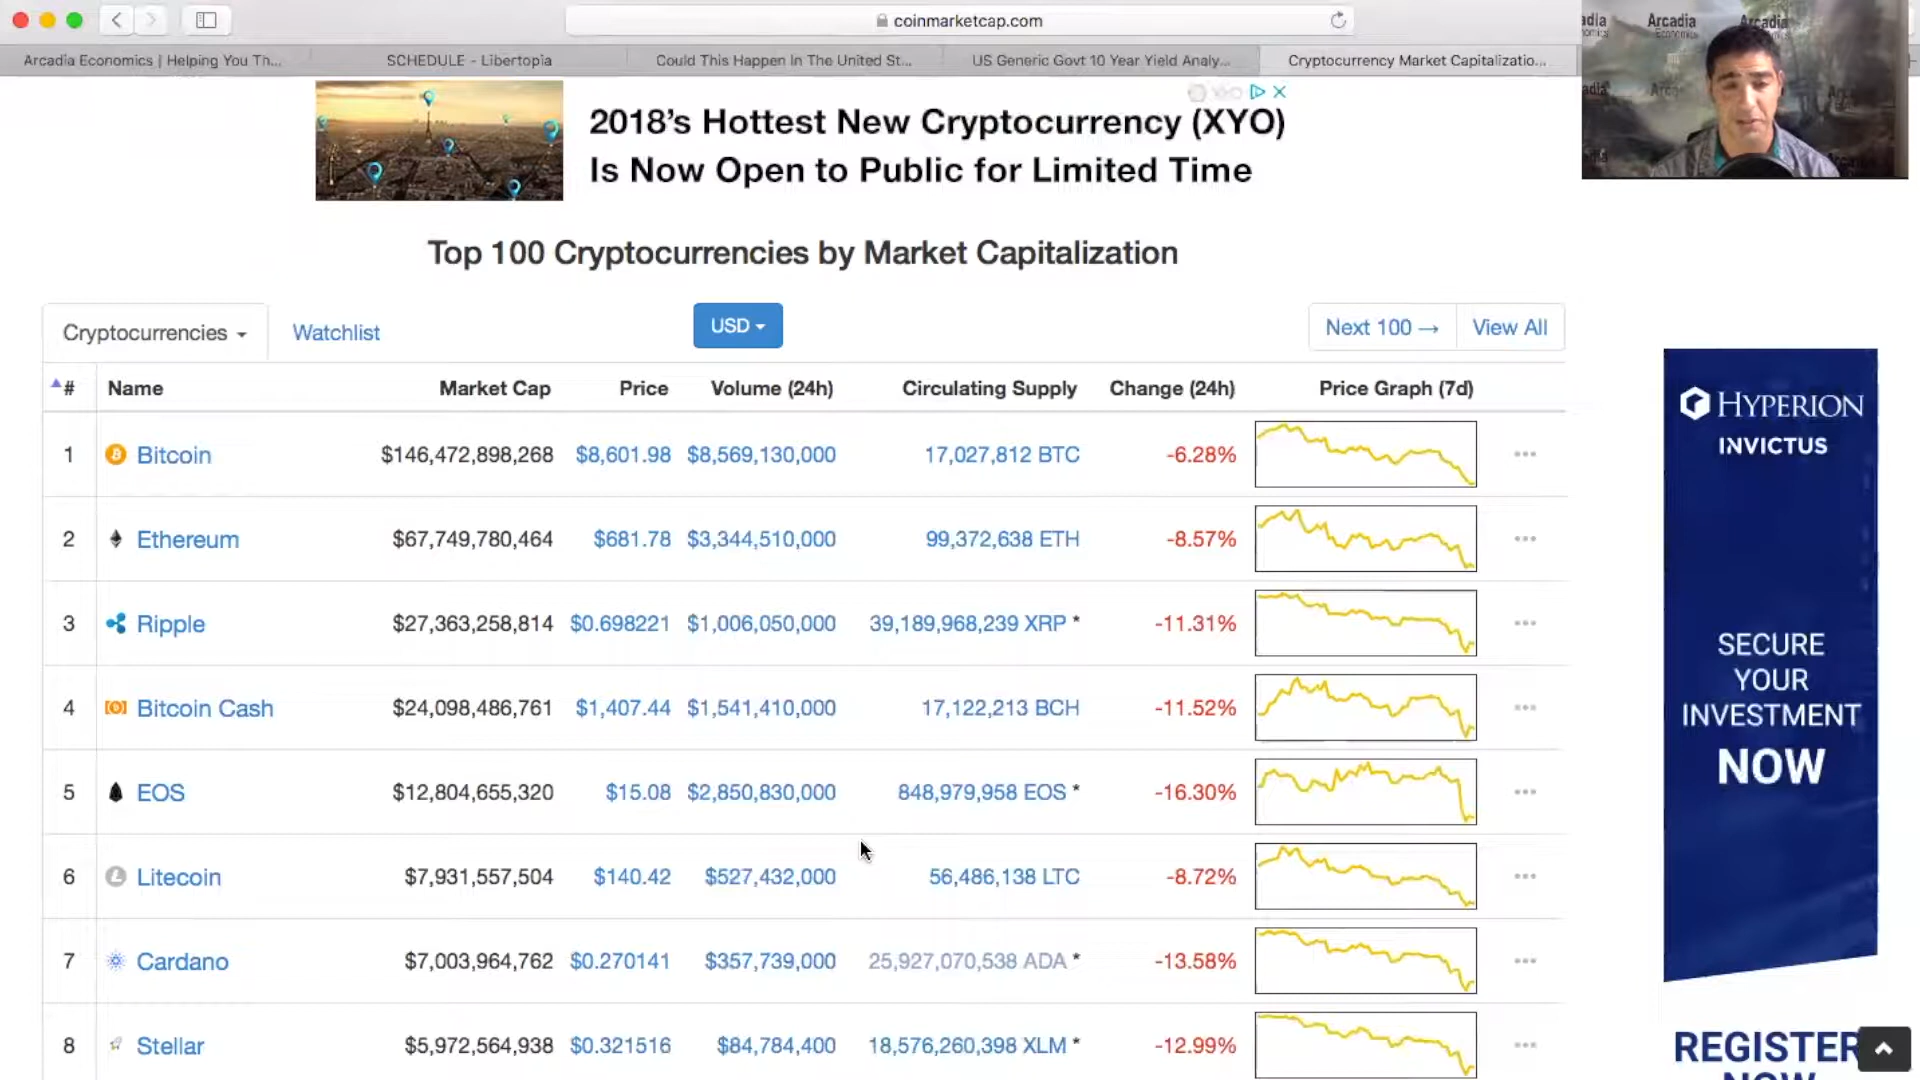 coinmarketcap.com
Arcadia Economics | Helping You Th...
SCHEDULE - Libertopia
Could This Happen In The United St...
US Generic Govt 10 Year Yield Analy...
Cryptocurrency Market Capitalizatio...
Arcadia
Economics
Arcadia
2018's Hottest New Cryptocurrency (XYO)
Is Now Open to Public for Limited Time
Top 100 Cryptocurrencies by Market Capitalization
Cryptocurrencies
Watchlist
USD
Next 100 →
View All
# Name Market Cap Price Volume (24h) Circulating Supply Change (24h) Price Graph (7d)
1 Bitcoin $146,472,898,268 $8,601.98 $8,569,130,000 17,027,812 BTC -6.28%
2 Ethereum $67,749,780,464 $681.78 $3,344,510,000 99,372,638 ETH -8.57%
3 Ripple $27,363,258,814 $0.698221 $1,006,050,000 39,189,968,239 XRP * -11.31%
4 Bitcoin Cash $24,098,486,761 $1,407.44 $1,541,410,000 17,122,213 BCH -11.52%
5 EOS $12,804,655,320 $15.08 $2,850,830,000 848,979,958 EOS * -16.30%
6 Litecoin $7,931,557,504 $140.42 $527,432,000 56,486,138 LTC -8.72%
7 Cardano $7,003,964,762 $0.270141 $357,739,000 25,927,070,538 ADA * -13.58%
8 Stellar $5,972,564,938 $0.321516 $84,784,400 18,576,260,398 XLM * -12.99%
HYPERION
INVICTUS
SECURE
YOUR
INVESTMENT
NOW
REGISTER
NOW